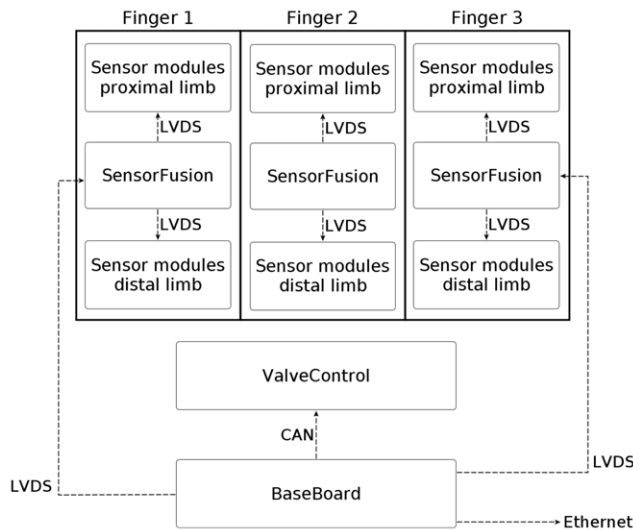 Finger 1 Finger 2 Finger 3
Sensor modules proximal limb
Sensor modules proximal limb
Sensor modules proximal limb
LVDS LVDS LVDS
SensorFusion SensorFusion SensorFusion
LVDS LVDS LVDS
Sensor modules distal limb
Sensor modules distal limb
Sensor modules distal limb
ValveControl
CAN
LVDS
LVDS
BaseBoard
Ethernet